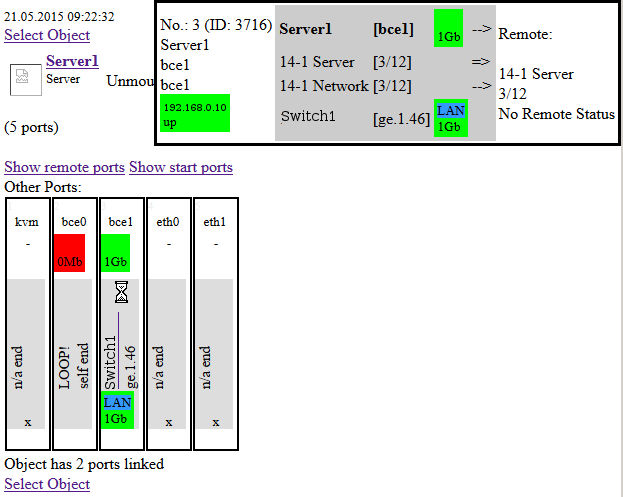 21.05.2015 09:22:32
Select Object
Server1
Server
Unmou
(5 ports)
No.: 3 (ID: 3716)
Server1
bce1
bce1
192.168.0.10
up
Server1 [bce1] 1Gb -->
14-1 Server [3/12] =>
14-1 Network [3/12] -->
Switch1 [ge.1.46] LAN 1Gb
Remote:
14-1 Server
3/12
No Remote Status
Show remote ports Show start ports
Other Ports:
kvm
-
n/a end
x
bce0
0Mb
LOOP!
self end
bce1
1Gb
Switch1
ge.1.46
LAN
1Gb
eth0
-
n/a end
x
eth1
-
n/a end
x
Object has 2 ports linked
Select Object